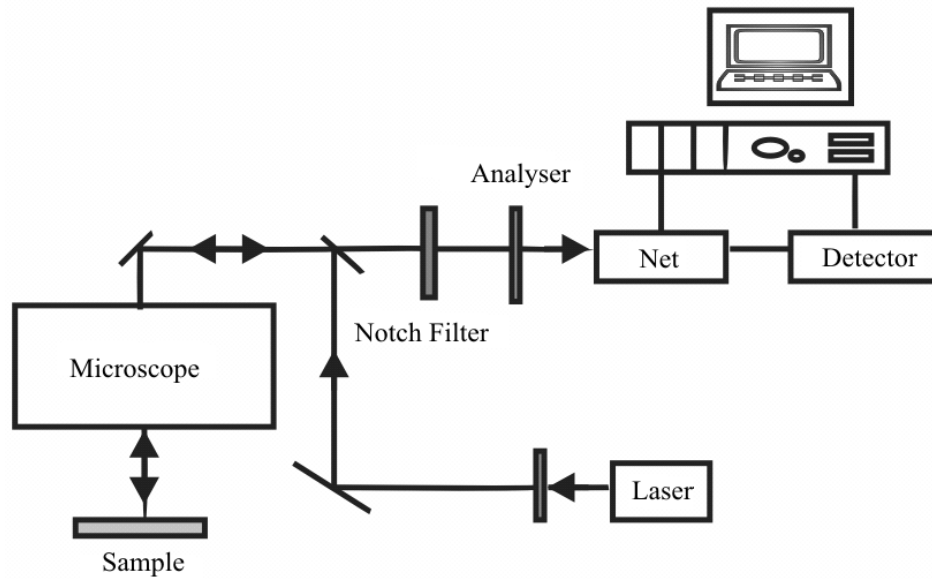 Analyser
Net
Detector
Notch Filter
Microscope
Laser
Sample